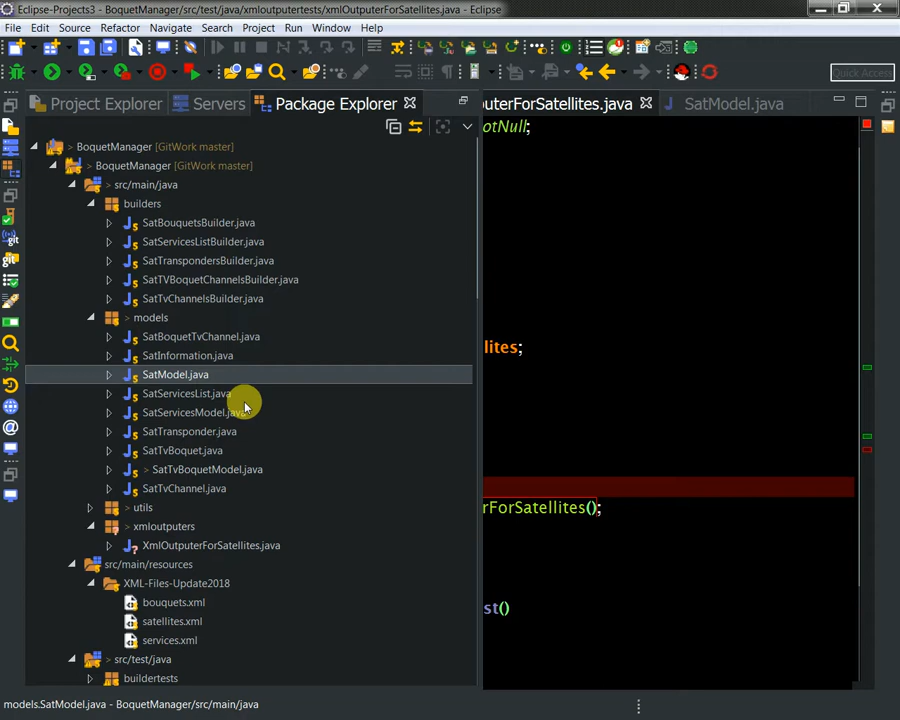 Eclipse-Projects3 - BoquetManager/src/test/java/xmloutputertests/xmlOutputerForSatellites.java - Eclipse
File Edit Source Refactor Navigate Search Project Run Window Help
Quick Access
Project Explorer Servers Package Explorer uterForSatellites.java SatModel.java
otNull;
> BoquetManager [GitWork master]
> BoquetManager [GitWork master]
> src/main/java
builders
SatBouquetsBuilder.java
SatServicesListBuilder.java
SatTranspondersBuilder.java
SatTVBoquetChannelsBuilder.java
SatTvChannelsBuilder.java
> models
SatBoquetTvChannel.java
SatInformation.java
lites;
SatModel.java
SatServicesList.java
SatServicesModel.java
SatTransponder.java
SatTvBoquet.java
> SatTvBoquetModel.java
SatTvChannel.java
> utils
rForSatellites();
> xmloutputers
XmlOutputerForSatellites.java
src/main/resources
XML-Files-Update2018
bouquets.xml
st()
satellites.xml
services.xml
> src/test/java
buildertests
models.SatModel.java - BoquetManager/src/main/java